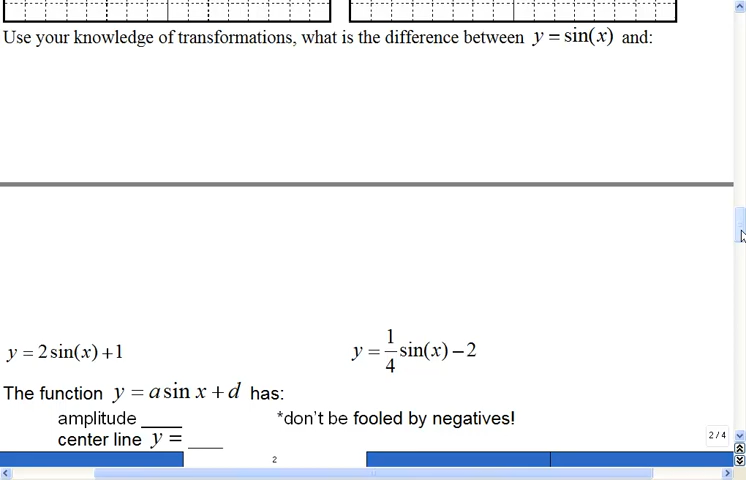 Use your knowledge of transformations, what is the difference between y = sin(x) and:
y = 2sin(x)+1
y = 1/4 sin(x) − 2
The function y = a sin x + d has:
amplitude ____ *don't be fooled by negatives!
center line y = ___
2 / 4
2